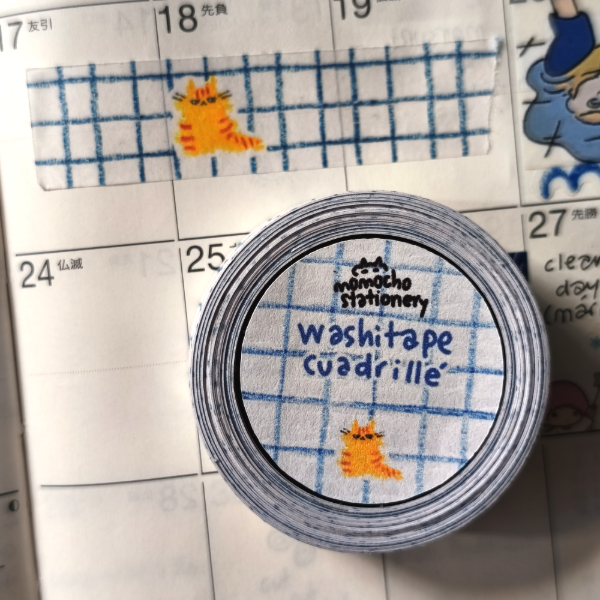 17 友引
18 先負
19
24 仏滅
25
27 先勝
clean
day
momocho
stationery
washitape
cuadrillé